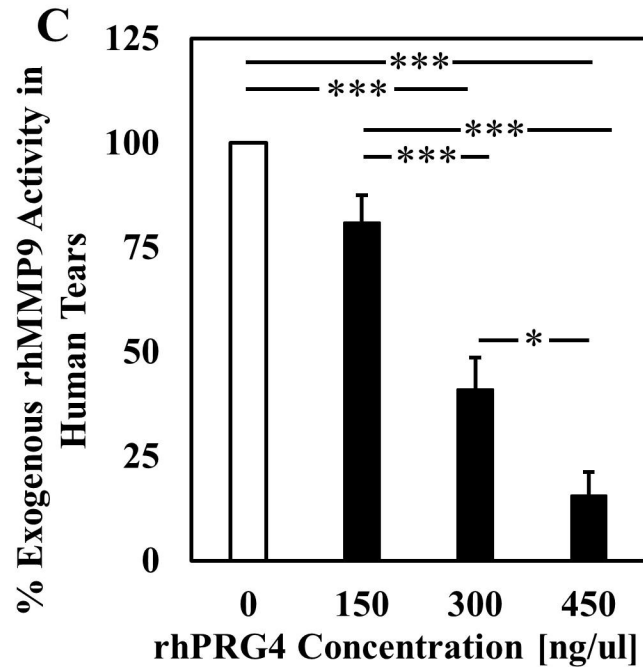 C
% Exogenous rhMMP9 Activity in
Human Tears
125
100
75
50
25
0
***
***
***
***
*
0 150 300 450
rhPRG4 Concentration [ng/ul]